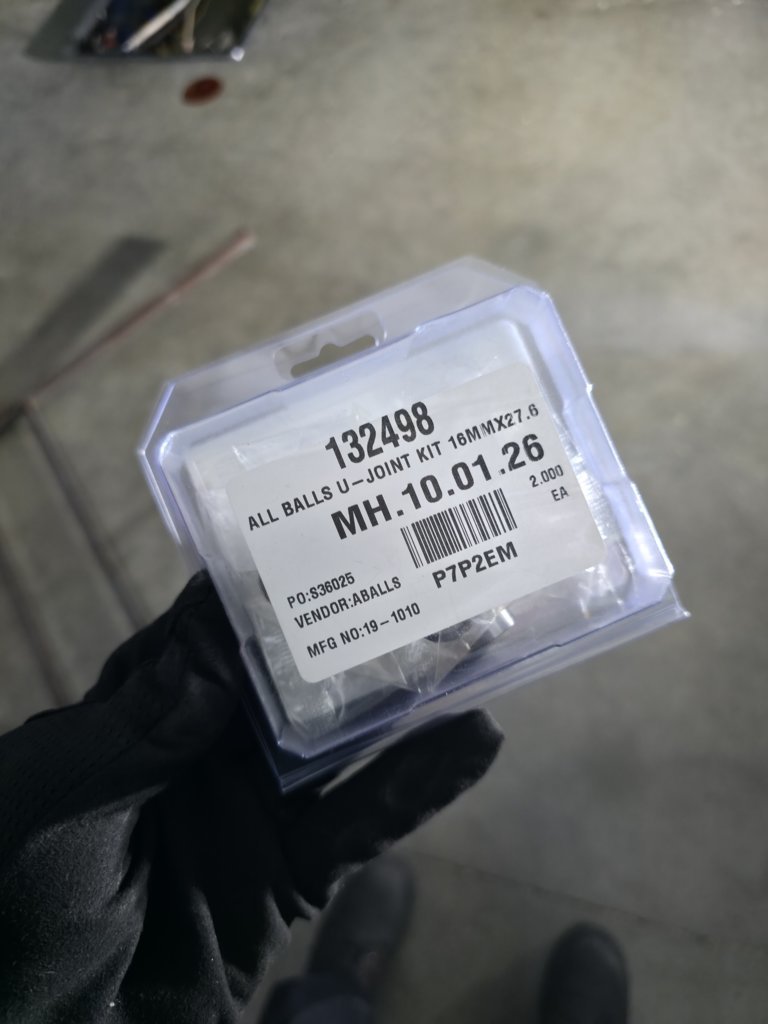 132498
ALL BALLS U-JOINT KIT 16MMX27.6
MH.10.01.26
2.000
EA
P7P2EM
PO:S36025
VENDOR:ABALLS
MFG NO:19-1010